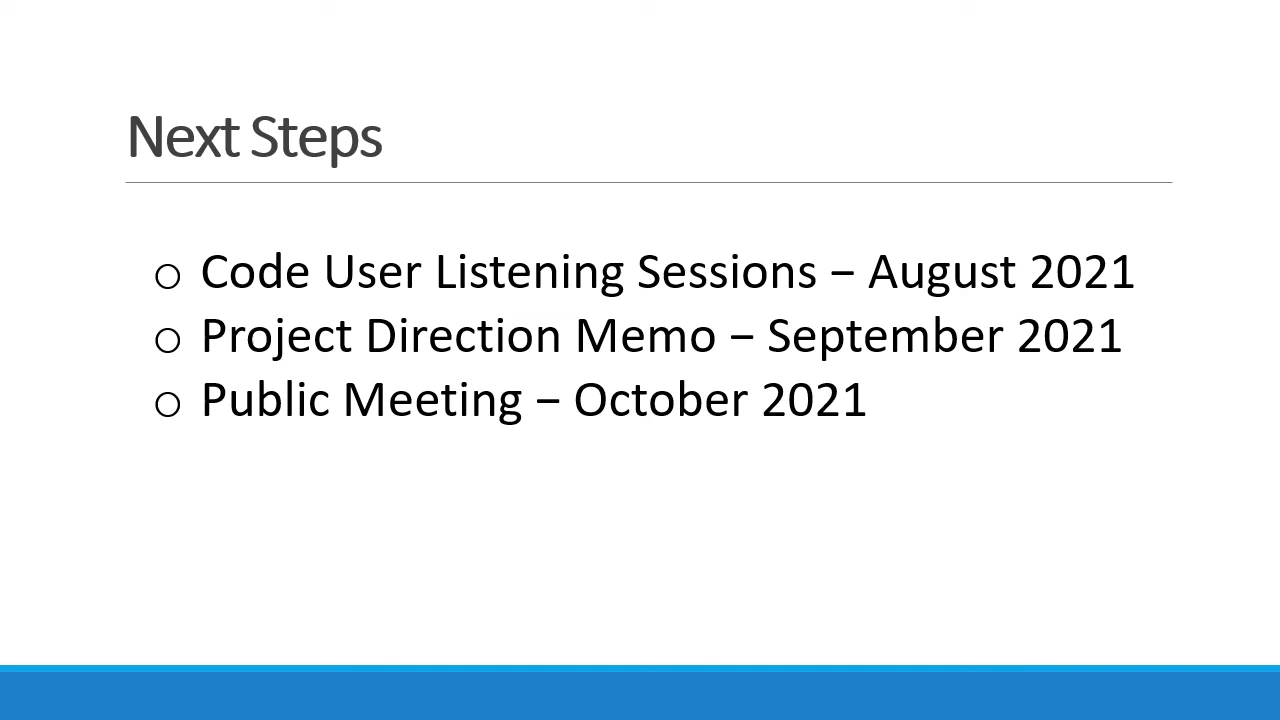 Next Steps
o Code User Listening Sessions – August 2021
o Project Direction Memo – September 2021
o Public Meeting – October 2021